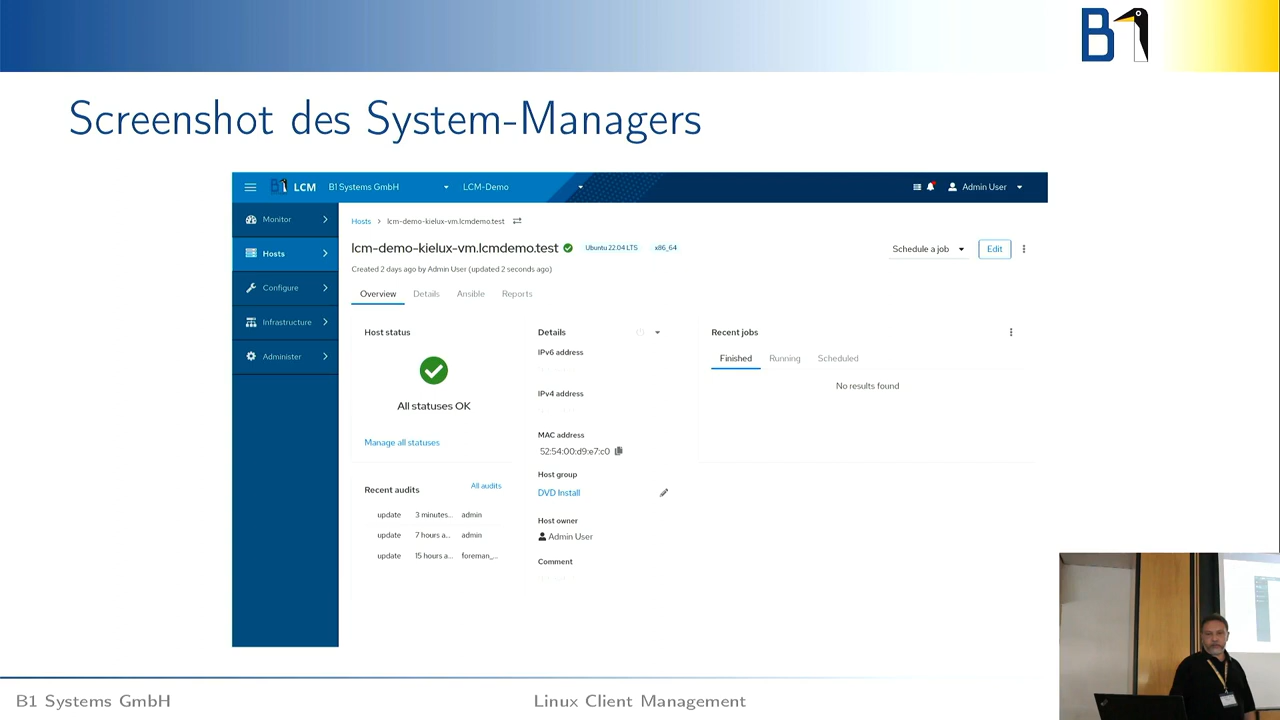 B1
Screenshot des System-Managers
B1 LCM B1 Systems GmbH LCM-Demo Admin User
Monitor
Hosts
Configure
Infrastructure
Administer
Hosts > lcm-demo-kielux-vm.lcmdemo.test
lcm-demo-kielux-vm.lcmdemo.test Ubuntu 22.04 LTS x86_64
Schedule a job Edit
Created 2 days ago by Admin User (updated 2 seconds ago)
Overview Details Ansible Reports
Host status
All statuses OK
Manage all statuses
Recent audits All audits
update 3 minutes... admin
update 7 hours a... admin
update 15 hours a... foreman_...
Details
IPv6 address
IPv4 address
MAC address
52:54:00:d9:e7:c0
Host group
DVD Install
Host owner
Admin User
Comment
Recent jobs
Finished Running Scheduled
No results found
B1 Systems GmbH Linux Client Management